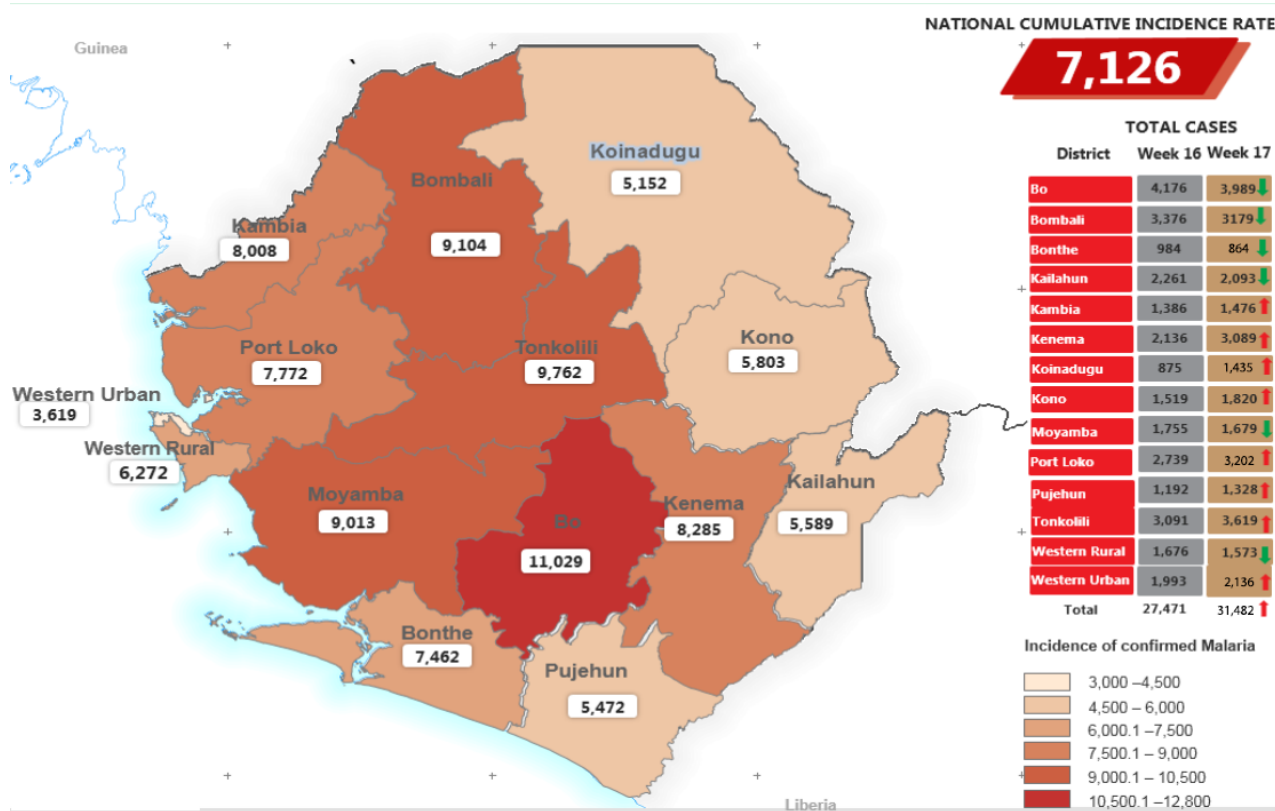 NATIONAL CUMULATIVE INCIDENCE RATE
7,126
Guinea
Koinadugu
5,152
Bombali
9,104
Kambia
8,008
Port Loko
7,772
Tonkolili
9,762
Kono
5,803
Western Urban
3,619
Western Rural
6,272
Moyamba
9,013
Bo
11,029
Kenema
8,285
Kailahun
5,589
Bonthe
7,462
Pujehun
5,472
Liberia
TOTAL CASES
District Week 16 Week 17
Bo 4,176 3,989
Bombali 3,376 3179
Bonthe 984 864
Kailahun 2,261 2,093
Kambia 1,386 1,476
Kenema 2,136 3,089
Koinadugu 875 1,435
Kono 1,519 1,820
Moyamba 1,755 1,679
Port Loko 2,739 3,202
Pujehun 1,192 1,328
Tonkolili 3,091 3,619
Western Rural 1,676 1,573
Western Urban 1,993 2,136
Total 27,471 31,482
Incidence of confirmed Malaria
3,000 –4,500
4,500 – 6,000
6,000.1 –7,500
7,500.1 – 9,000
9,000.1 – 10,500
10,500.1 –12,800